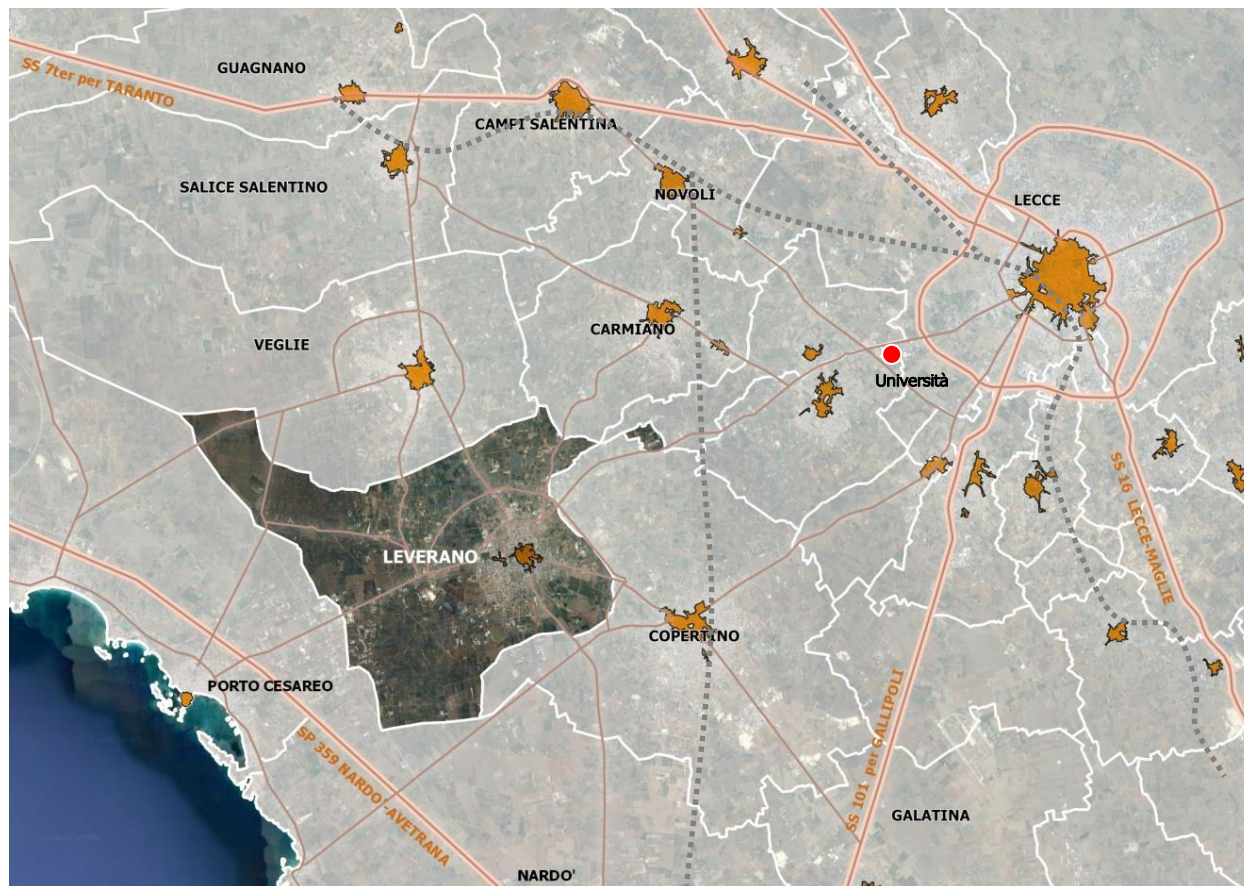 GUAGNANO
SS 7ter per TARANTO
CAMPI SALENTINA
SALICE SALENTINO
NOVOLI
LECCE
CARMIANO
VEGLIE
Università
SS 16 LECCE-MAGLIE
LEVERANO
COPERTINO
PORTO CESAREO
SP 359 NARDO'-AVETRANA
SS 101 per GALLIPOLI
GALATINA
NARDO'